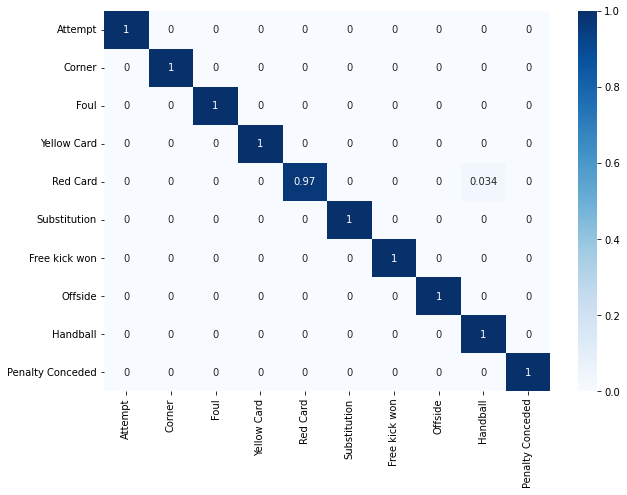 Attempt 1 0 0 0 0 0 0 0 0 0
Corner 0 1 0 0 0 0 0 0 0 0
Foul 0 0 1 0 0 0 0 0 0 0
Yellow Card 0 0 0 1 0 0 0 0 0 0
Red Card 0 0 0 0 0.97 0 0 0 0.034 0
Substitution 0 0 0 0 0 1 0 0 0 0
Free kick won 0 0 0 0 0 0 1 0 0 0
Offside 0 0 0 0 0 0 0 1 0 0
Handball 0 0 0 0 0 0 0 0 1 0
Penalty Conceded 0 0 0 0 0 0 0 0 0 1
Attempt
Corner
Foul
Yellow Card
Red Card
Substitution
Free kick won
Offside
Handball
Penalty Conceded
1.0
0.8
0.6
0.4
0.2
0.0